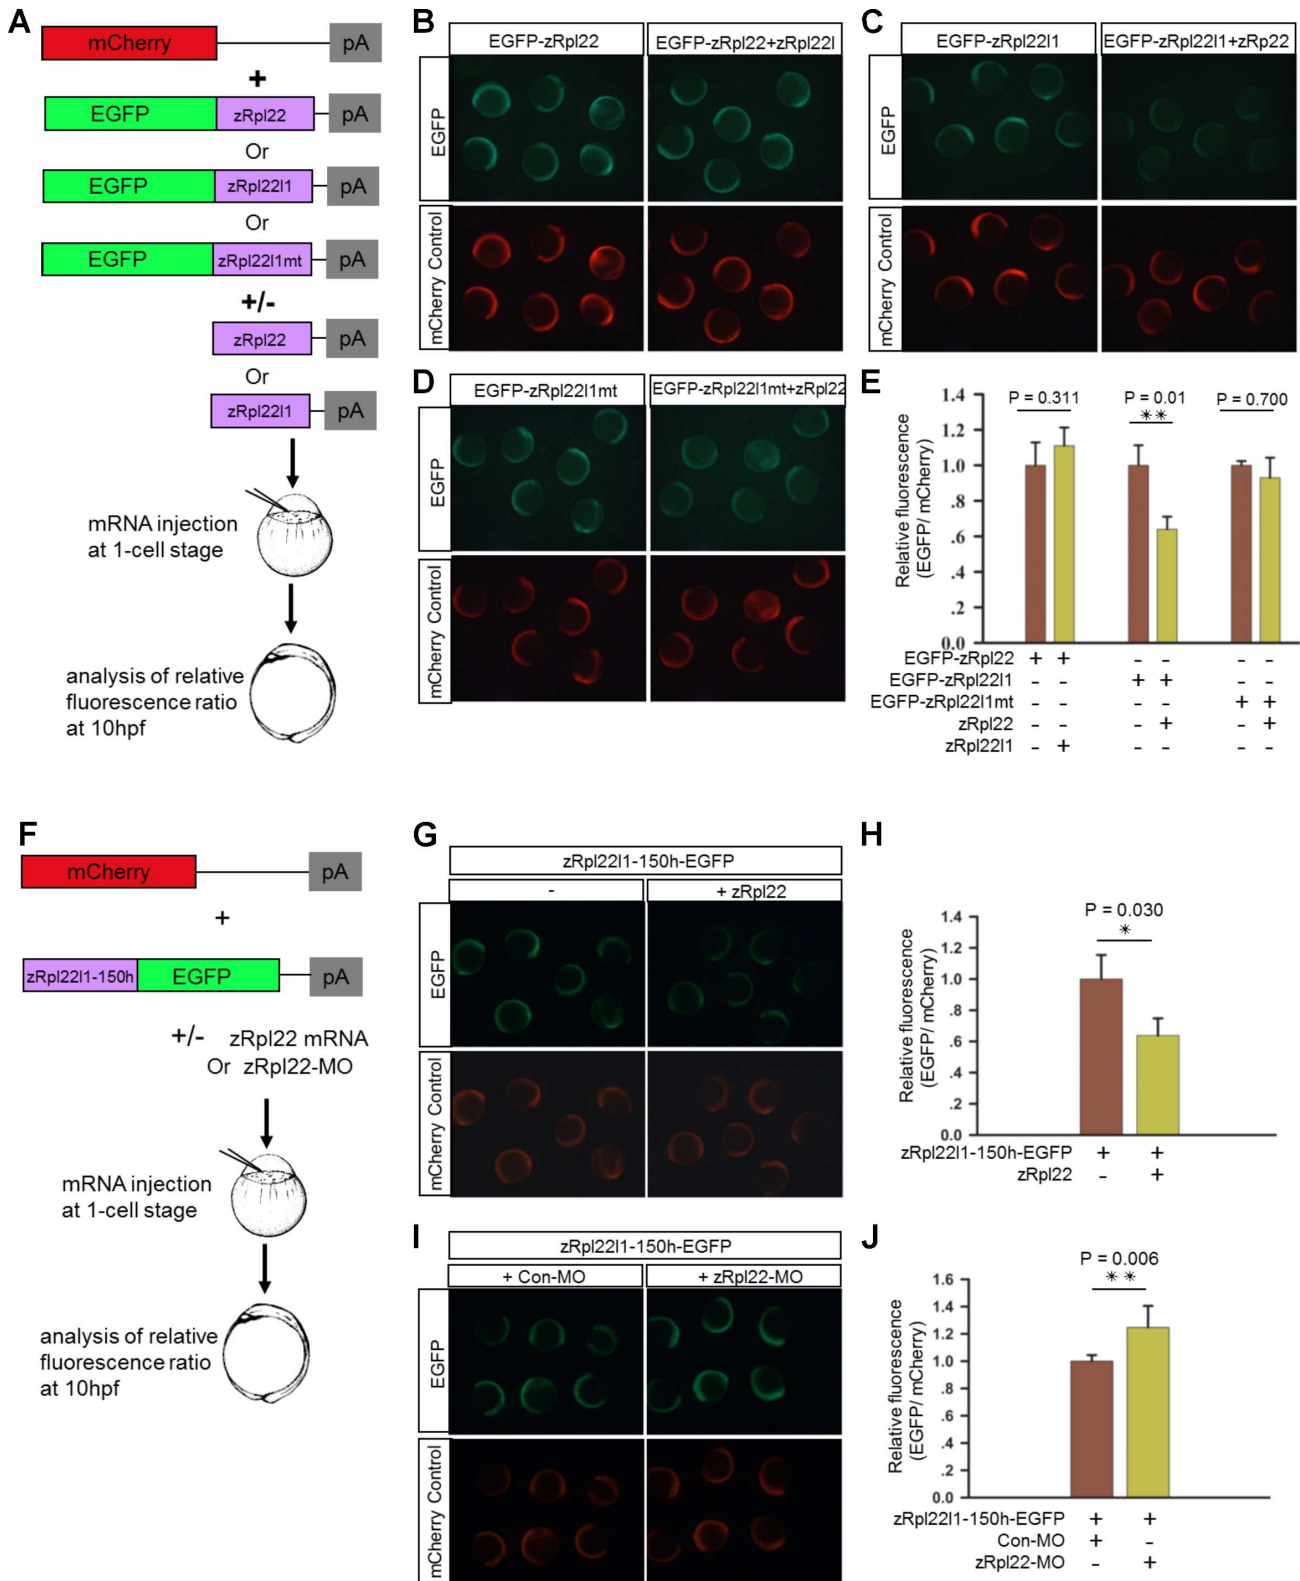 A
mCherry
pA
+
EGFP
zRpl22
pA
Or
EGFP
zRpl22l1
pA
Or
EGFP
zRpl22l1mt
pA
+/-
zRpl22
pA
Or
zRpl22l1
pA
mRNA injection
at 1-cell stage
analysis of relative
fluorescence ratio
at 10hpf
B
EGFP-zRpl22
EGFP-zRpl22+zRpl22l
EGFP
mCherry Control
C
EGFP-zRpl22l1
EGFP-zRpl22l1+zRp22
EGFP
mCherry Control
D
EGFP-zRpl22l1mt
EGFP-zRpl22l1mt+zRpl22
EGFP
mCherry Control
E
Relative fluorescence
(EGFP/ mCherry)
1.4
1.2
1.0
.8
.6
.4
.2
0.0
P = 0.311
P = 0.01
**
P = 0.700
EGFP-zRpl22 + + - - - -
EGFP-zRpl22l1 - - + + - -
EGFP-zRpl22l1mt - - - - + +
zRpl22 - - - + - +
zRpl22l1 - + - - - -
F
mCherry
pA
+
zRpl22l1-150h
EGFP
pA
+/- zRpl22 mRNA
Or zRpl22-MO
mRNA injection
at 1-cell stage
analysis of relative
fluorescence ratio
at 10hpf
G
zRpl22l1-150h-EGFP
-
+ zRpl22
EGFP
mCherry Control
H
Relative fluorescence
(EGFP/ mCherry)
1.4
1.2
1.0
.8
.6
.4
.2
0.0
P = 0.030
*
zRpl22l1-150h-EGFP + +
zRpl22 - +
I
zRpl22l1-150h-EGFP
+ Con-MO
+ zRpl22-MO
EGFP
mCherry Control
J
Relative fluorescence
(EGFP/ mCherry)
1.6
1.4
1.2
1.0
.8
.6
.4
.2
0.0
P = 0.006
**
zRpl22l1-150h-EGFP + +
Con-MO + -
zRpl22-MO - +